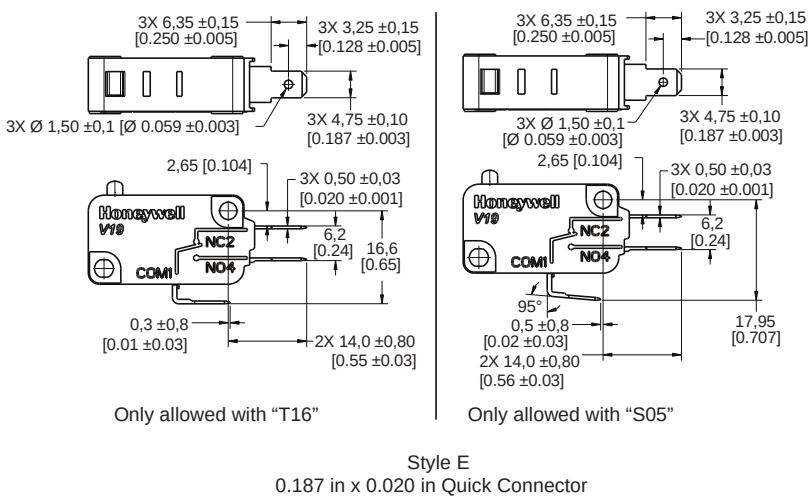 3X 6,35 ±0,15
[0.250 ±0.005]
3X 3,25 ±0,15
[0.128 ±0.005]
3X Ø 1,50 ±0,1 [Ø 0.059 ±0.003]
3X 4,75 ±0,10
[0.187 ±0.003]
2,65 [0.104]
3X 0,50 ±0,03
[0.020 ±0.001]
Honeywell
V19
NC2
NO4
COM1
6,2
[0.24]
16,6
[0.65]
0,3 ±0,8
[0.01 ±0.03]
2X 14,0 ±0,80
[0.55 ±0.03]
Only allowed with “T16”
3X 6,35 ±0,15
[0.250 ±0.005]
3X 3,25 ±0,15
[0.128 ±0.005]
3X Ø 1,50 ±0,1
[Ø 0.059 ±0.003]
3X 4,75 ±0,10
[0.187 ±0.003]
2,65 [0.104]
3X 0,50 ±0,03
[0.020 ±0.001]
Honeywell
V19
NC2
NO4
COM1
6,2
[0.24]
95°
17,95
[0.707]
0,5 ±0,8
[0.02 ±0.03]
2X 14,0 ±0,80
[0.56 ±0.03]
Only allowed with “S05”
Style E
0.187 in x 0.020 in Quick Connector